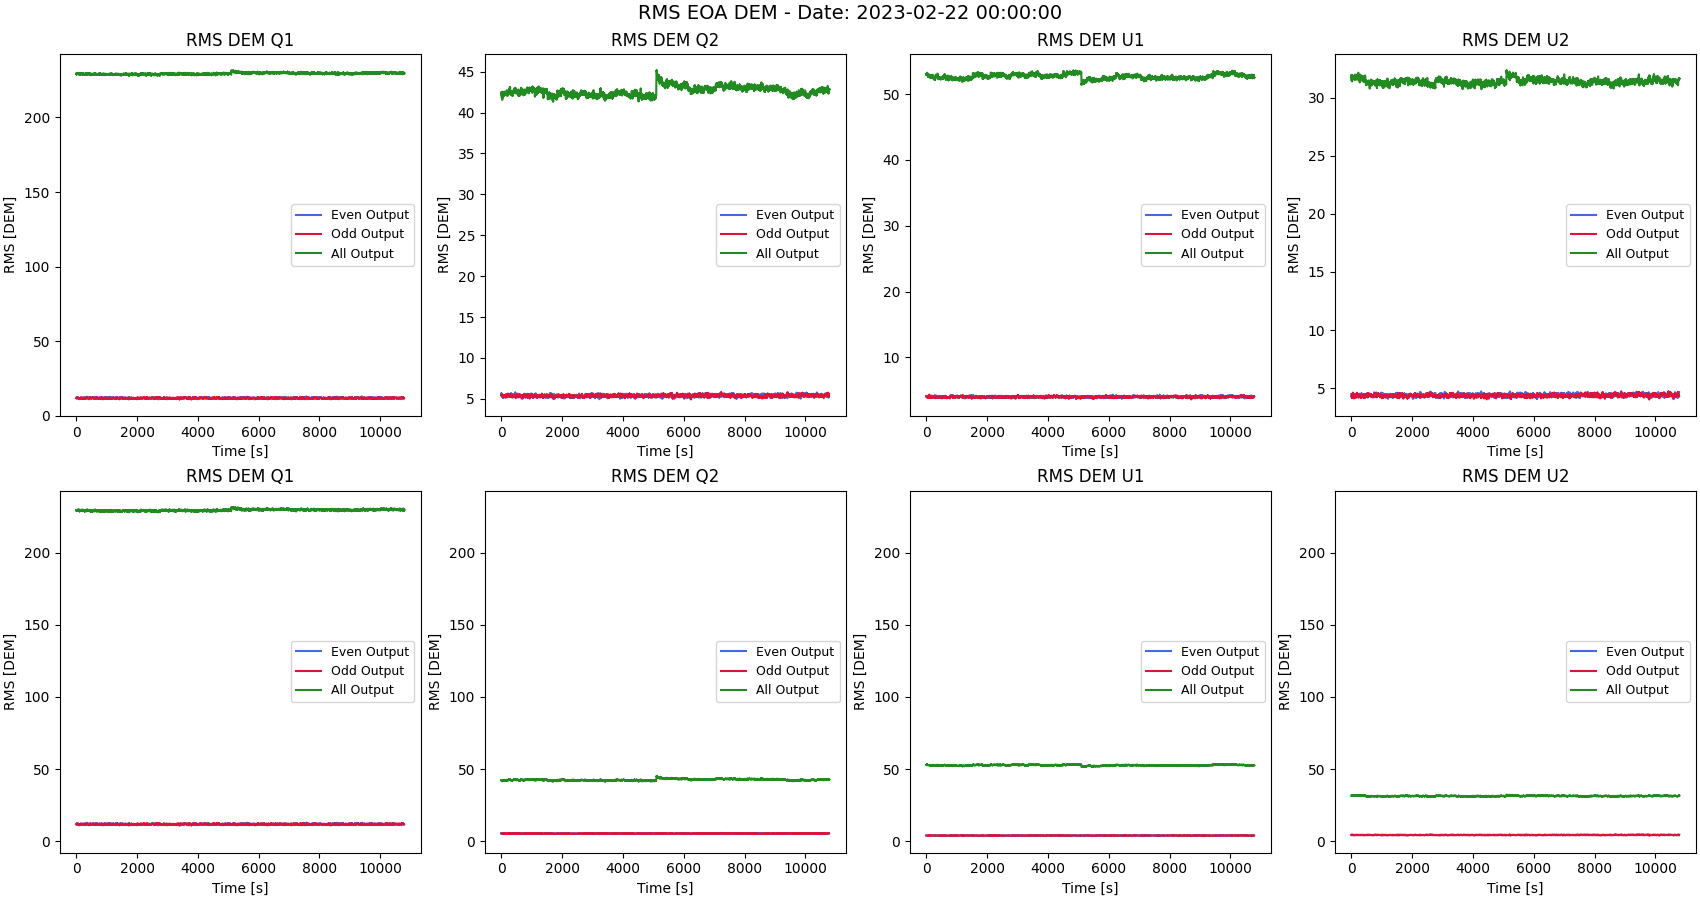 RMS EOA DEM - Date: 2023-02-22 00:00:00
RMS DEM Q1
RMS DEM Q2
RMS DEM U1
RMS DEM U2
RMS [DEM]
200
150
100
50
0
Even Output
Odd Output
All Output
0 2000 4000 6000 8000 10000
Time [s]
RMS [DEM]
45
40
35
30
25
20
15
10
5
Even Output
Odd Output
All Output
0 2000 4000 6000 8000 10000
Time [s]
RMS [DEM]
50
40
30
20
10
Even Output
Odd Output
All Output
0 2000 4000 6000 8000 10000
Time [s]
RMS [DEM]
30
25
20
15
10
5
Even Output
Odd Output
All Output
0 2000 4000 6000 8000 10000
Time [s]
RMS DEM Q1
RMS DEM Q2
RMS DEM U1
RMS DEM U2
RMS [DEM]
200
150
100
50
0
Even Output
Odd Output
All Output
0 2000 4000 6000 8000 10000
Time [s]
RMS [DEM]
200
150
100
50
0
Even Output
Odd Output
All Output
0 2000 4000 6000 8000 10000
Time [s]
RMS [DEM]
200
150
100
50
0
Even Output
Odd Output
All Output
0 2000 4000 6000 8000 10000
Time [s]
RMS [DEM]
200
150
100
50
0
Even Output
Odd Output
All Output
0 2000 4000 6000 8000 10000
Time [s]